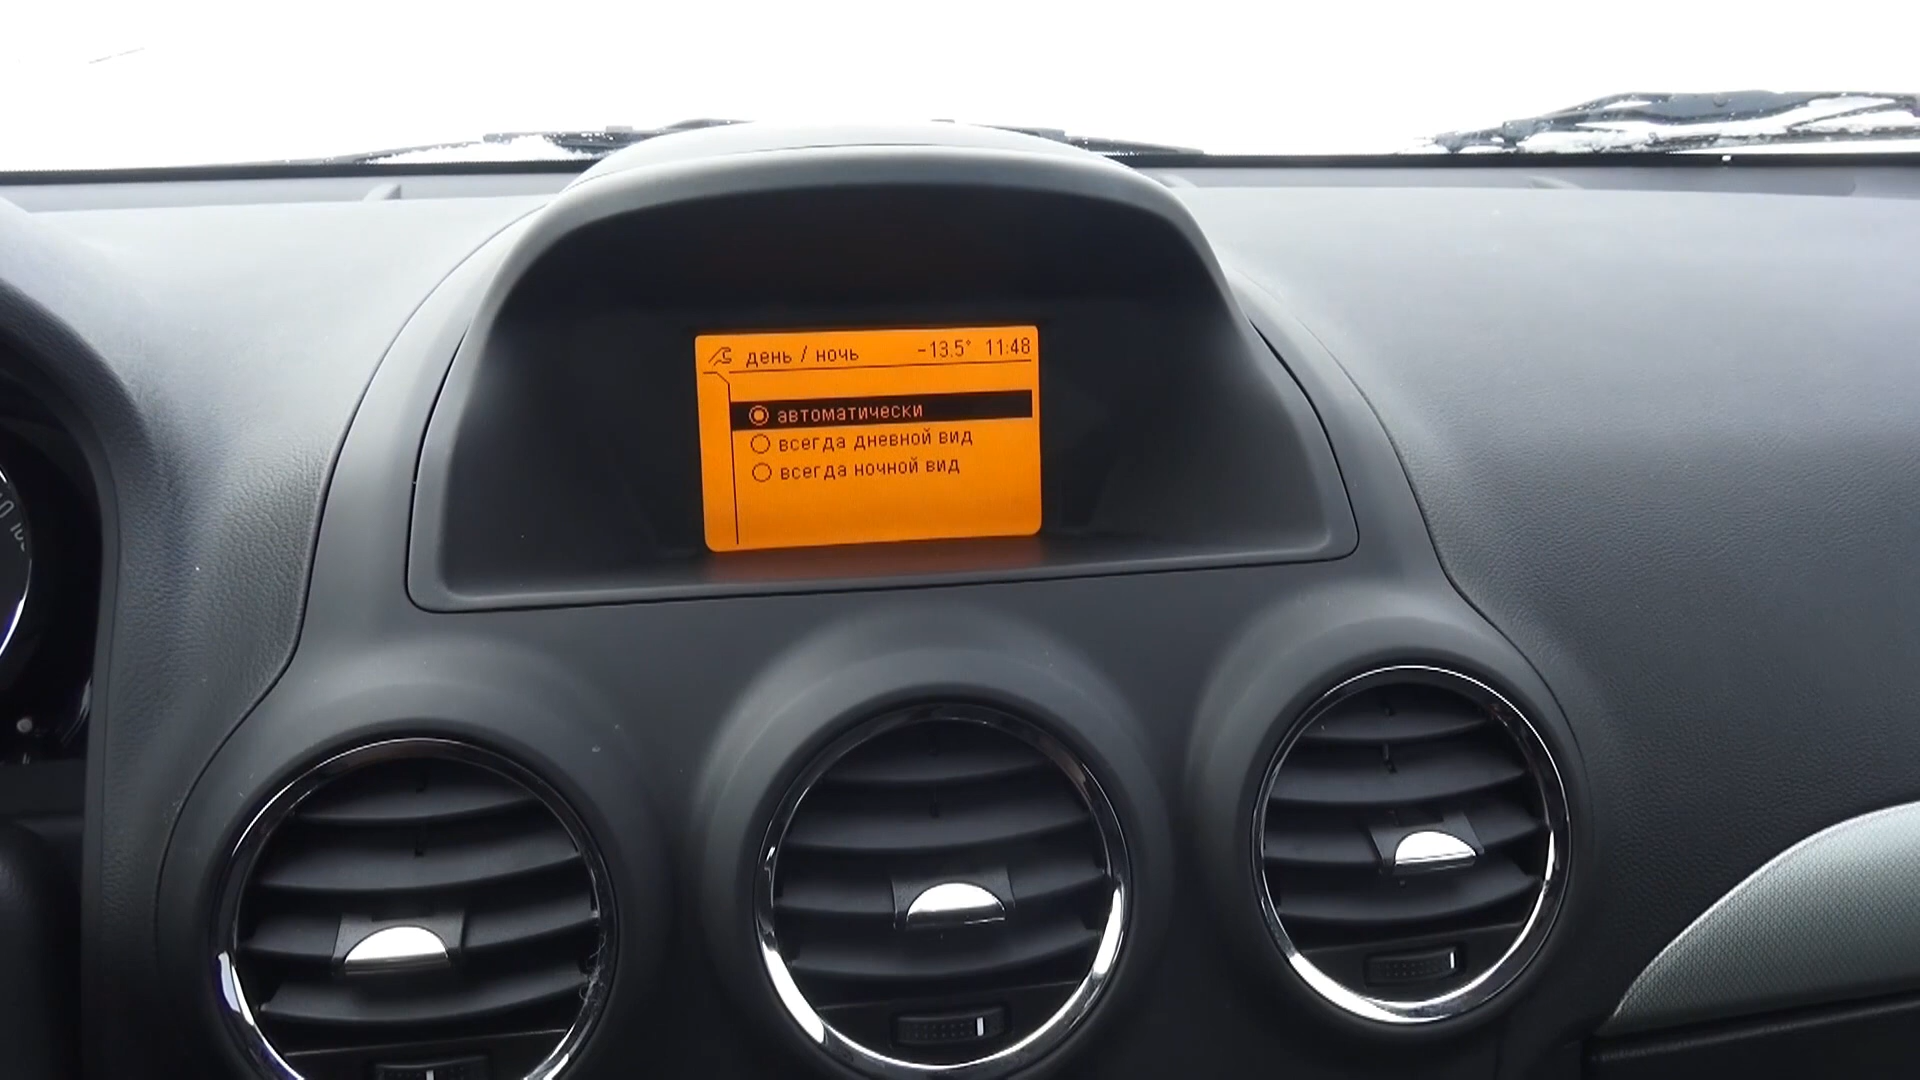 день / ночь -13.5° 11:48
автоматически
всегда дневной вид
всегда ночной вид